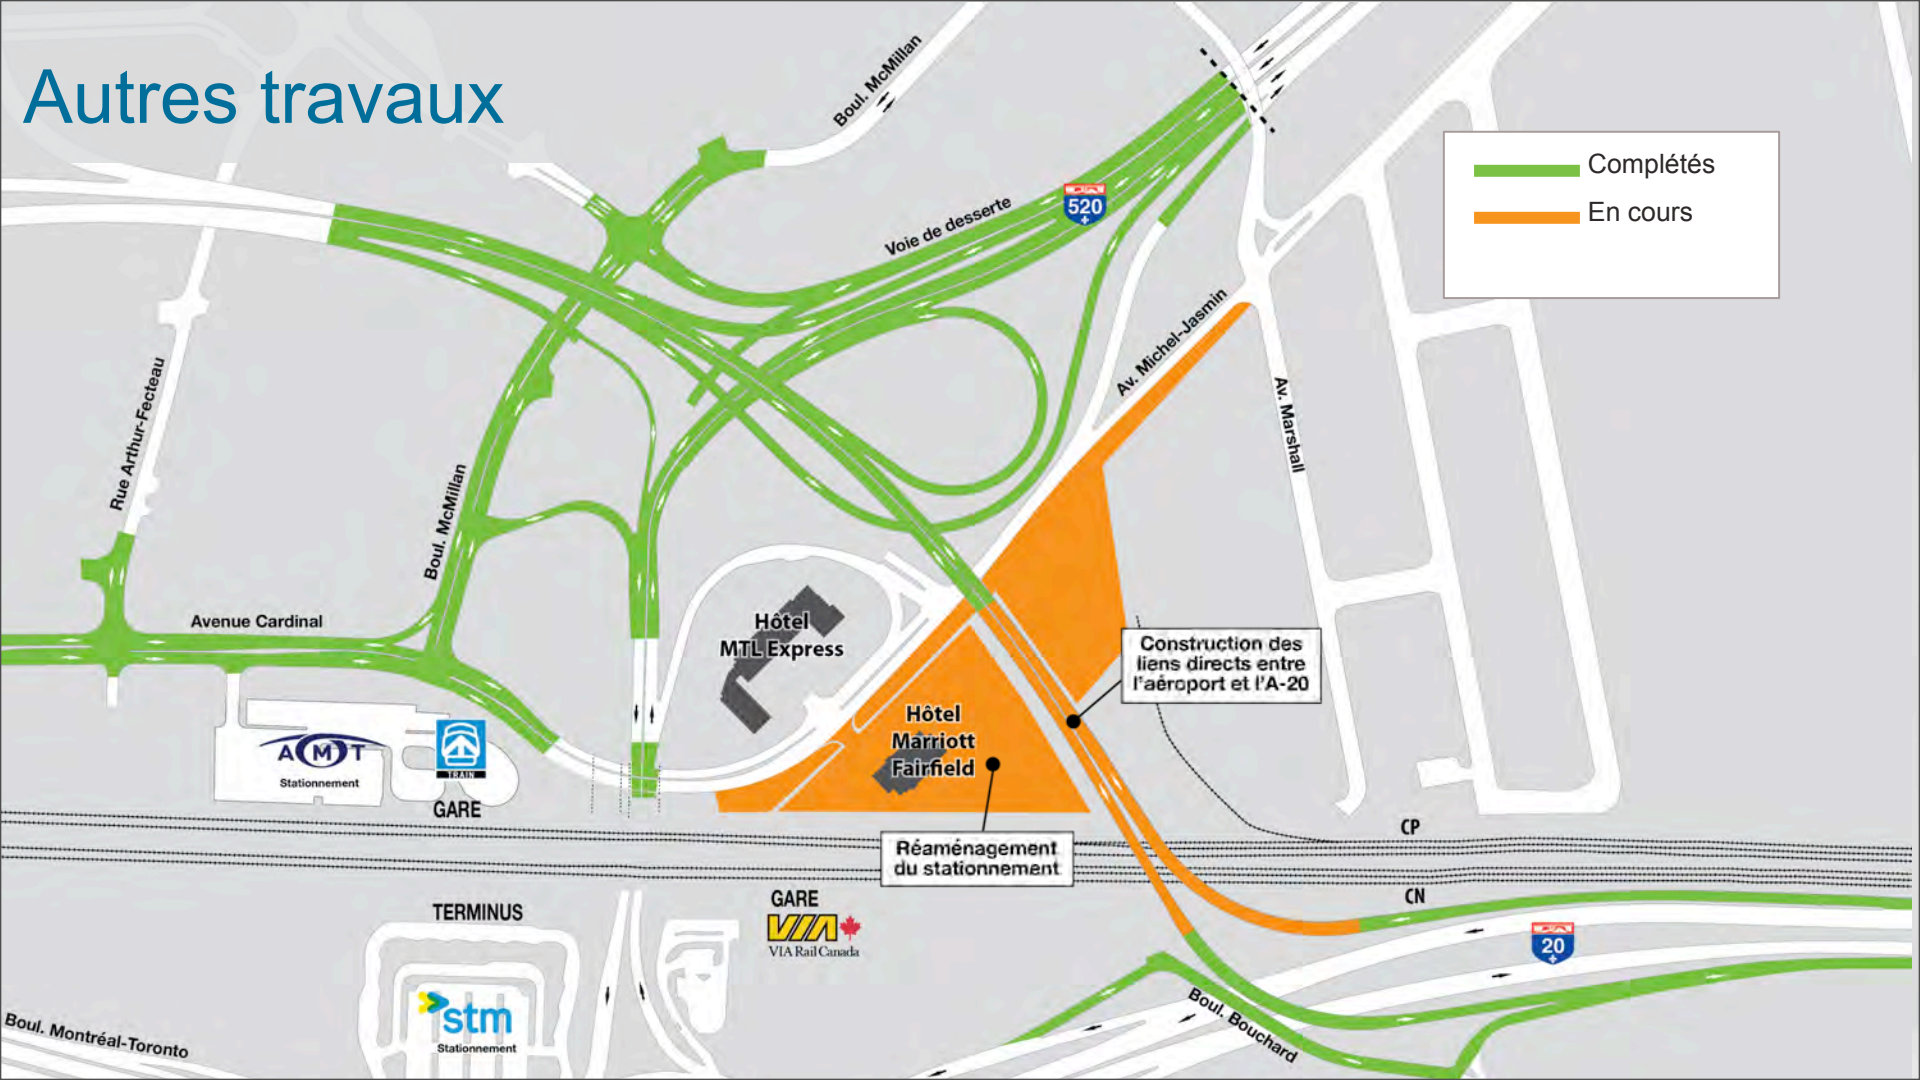 Autres travaux
Boul. McMillan
Complétés
En cours
520
Voie de desserte
Av. Michel-Jasmin
Av. Marshall
Rue Arthur-Fecteau
Boul. McMillan
Avenue Cardinal
Hôtel
MTL Express
Construction des
liens directs entre
l'aéroport et l'A-20
Hôtel
Marriott
Fairfield
AMT
Stationnement
TRAIN
GARE
Réaménagement
du stationnement
CP
CN
TERMINUS
GARE
VIA
VIA Rail Canada
20
stm
Stationnement
Boul. Bouchard
Boul. Montréal-Toronto